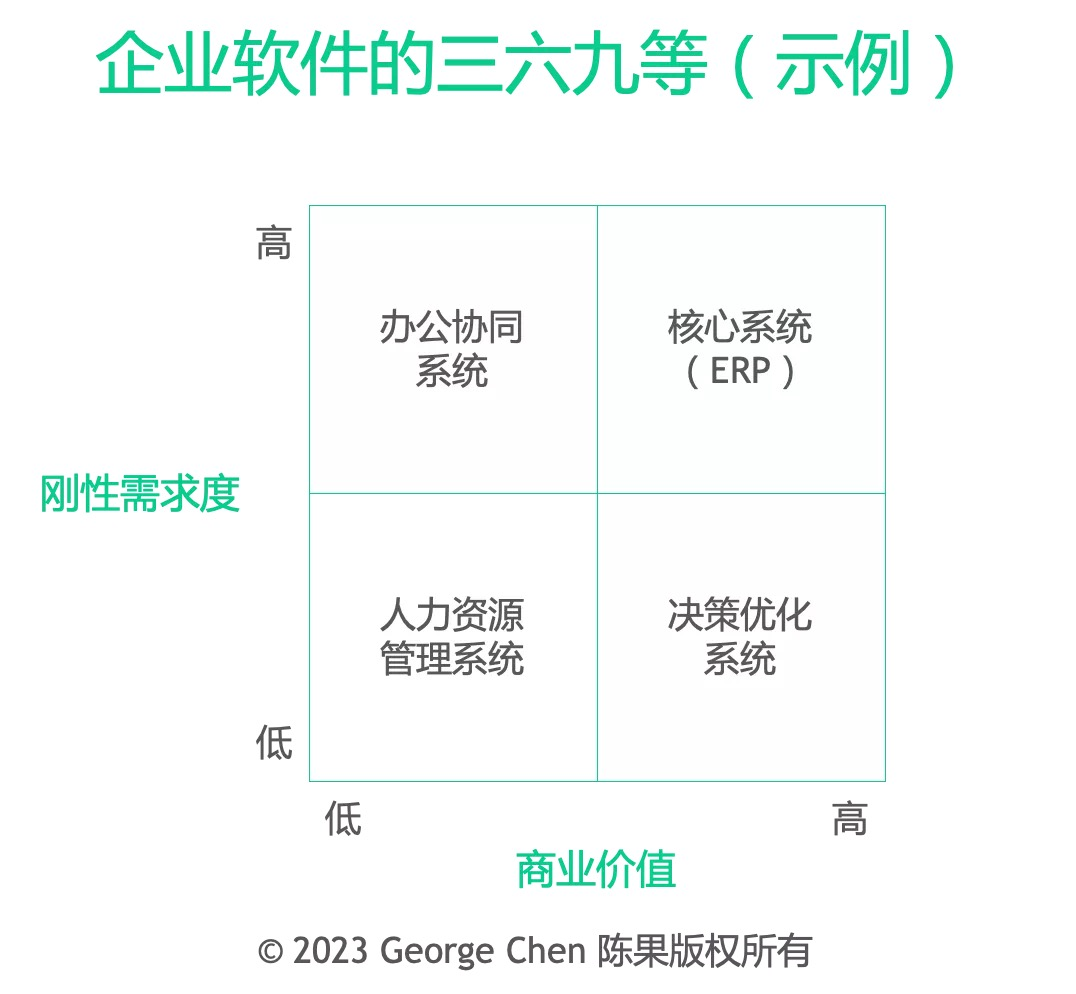 企业软件的三六九等（示例）
高
办公协同
系统
核心系统
（ERP）
刚性需求度
人力资源
管理系统
决策优化
系统
低
低
高
商业价值
© 2023 George Chen 陈果版权所有